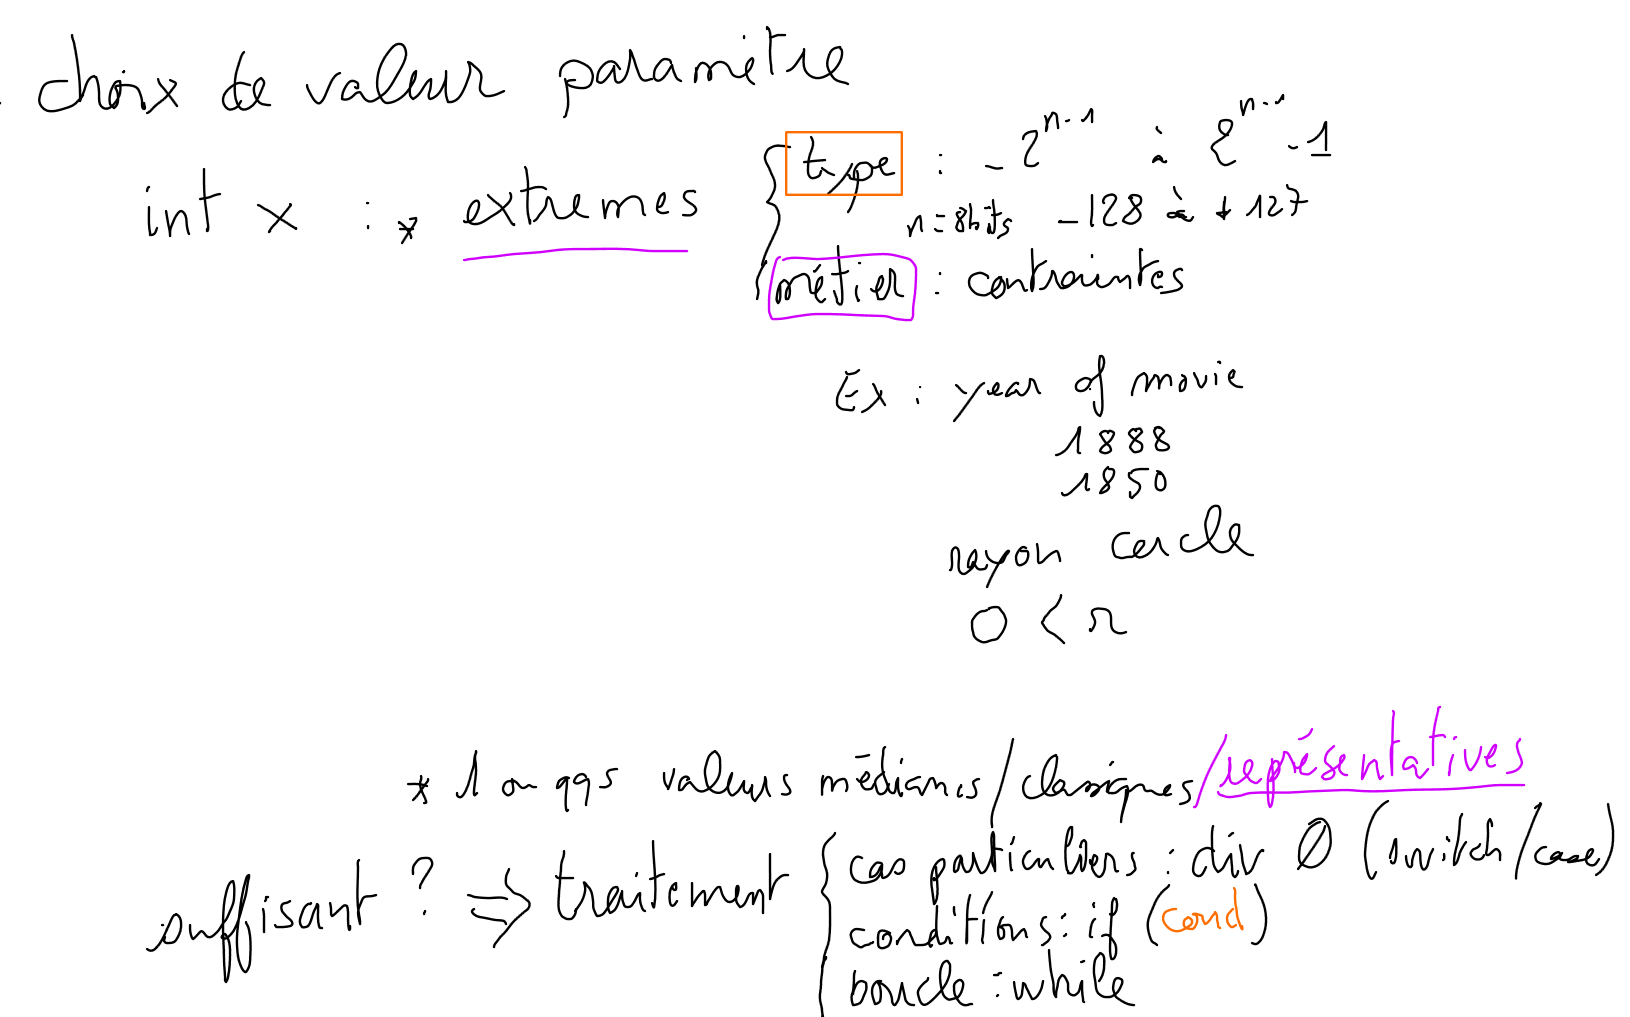 choix de valeur paramètre
int x : * extremes { type : -2^{n-1} à 2^{n-1} -1
n = 8bits -128 à +127
métier : contraintes
Ex : year of movie
1888
1850
rayon cercle
0 < r
* 1 ou qqs valeurs médianes/classiques/représentatives
suffisant ? => traitement { cas particuliers : div 0 (switch/case)
conditions : if (cond)
boucle : while